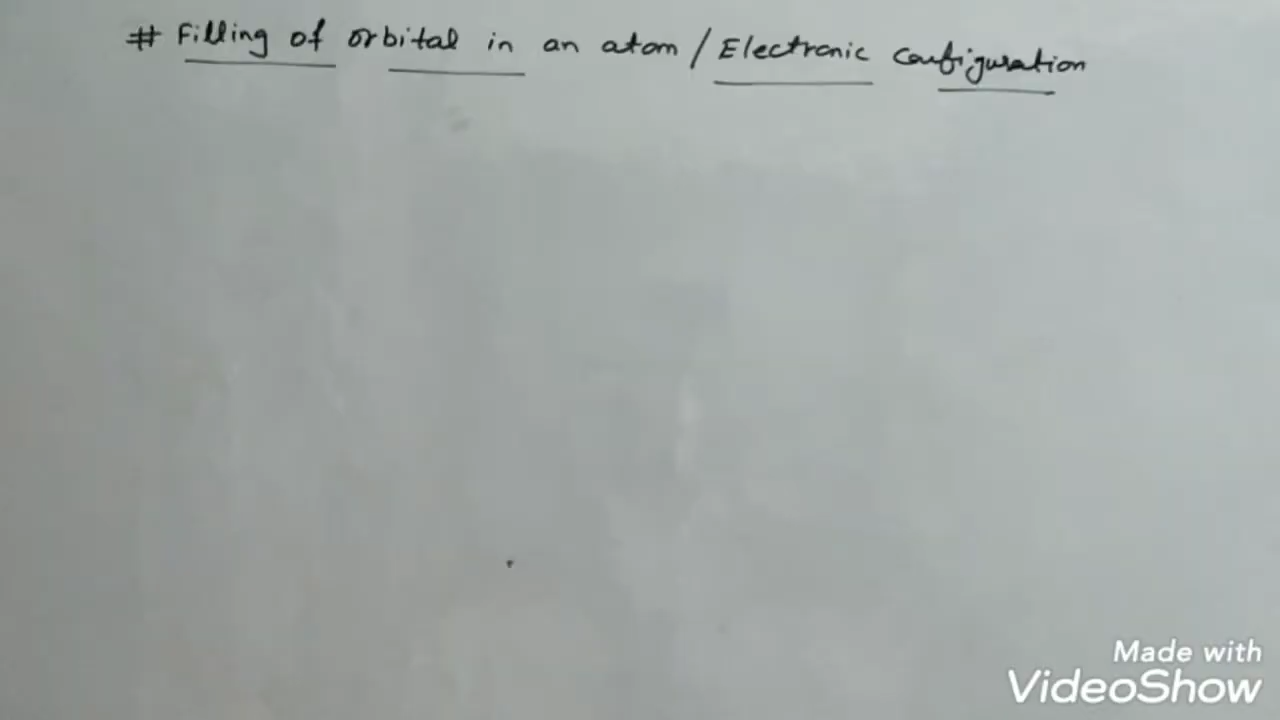 # Filling of orbital in an atom / Electronic configuration
Made with
VideoShow